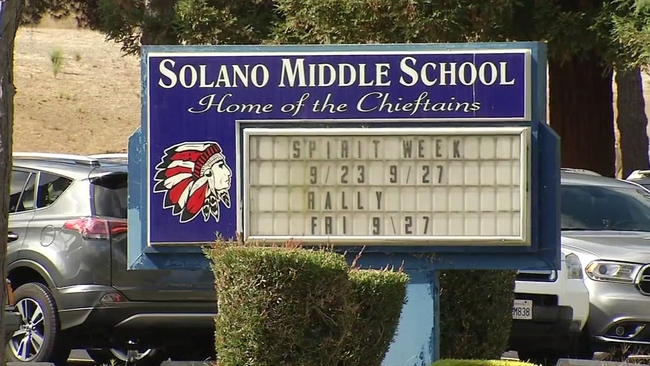 SOLANO MIDDLE SCHOOL
Home of the Chieftains
SPIRIT WEEK
9/23 9/27
RALLY
FRI 9/27